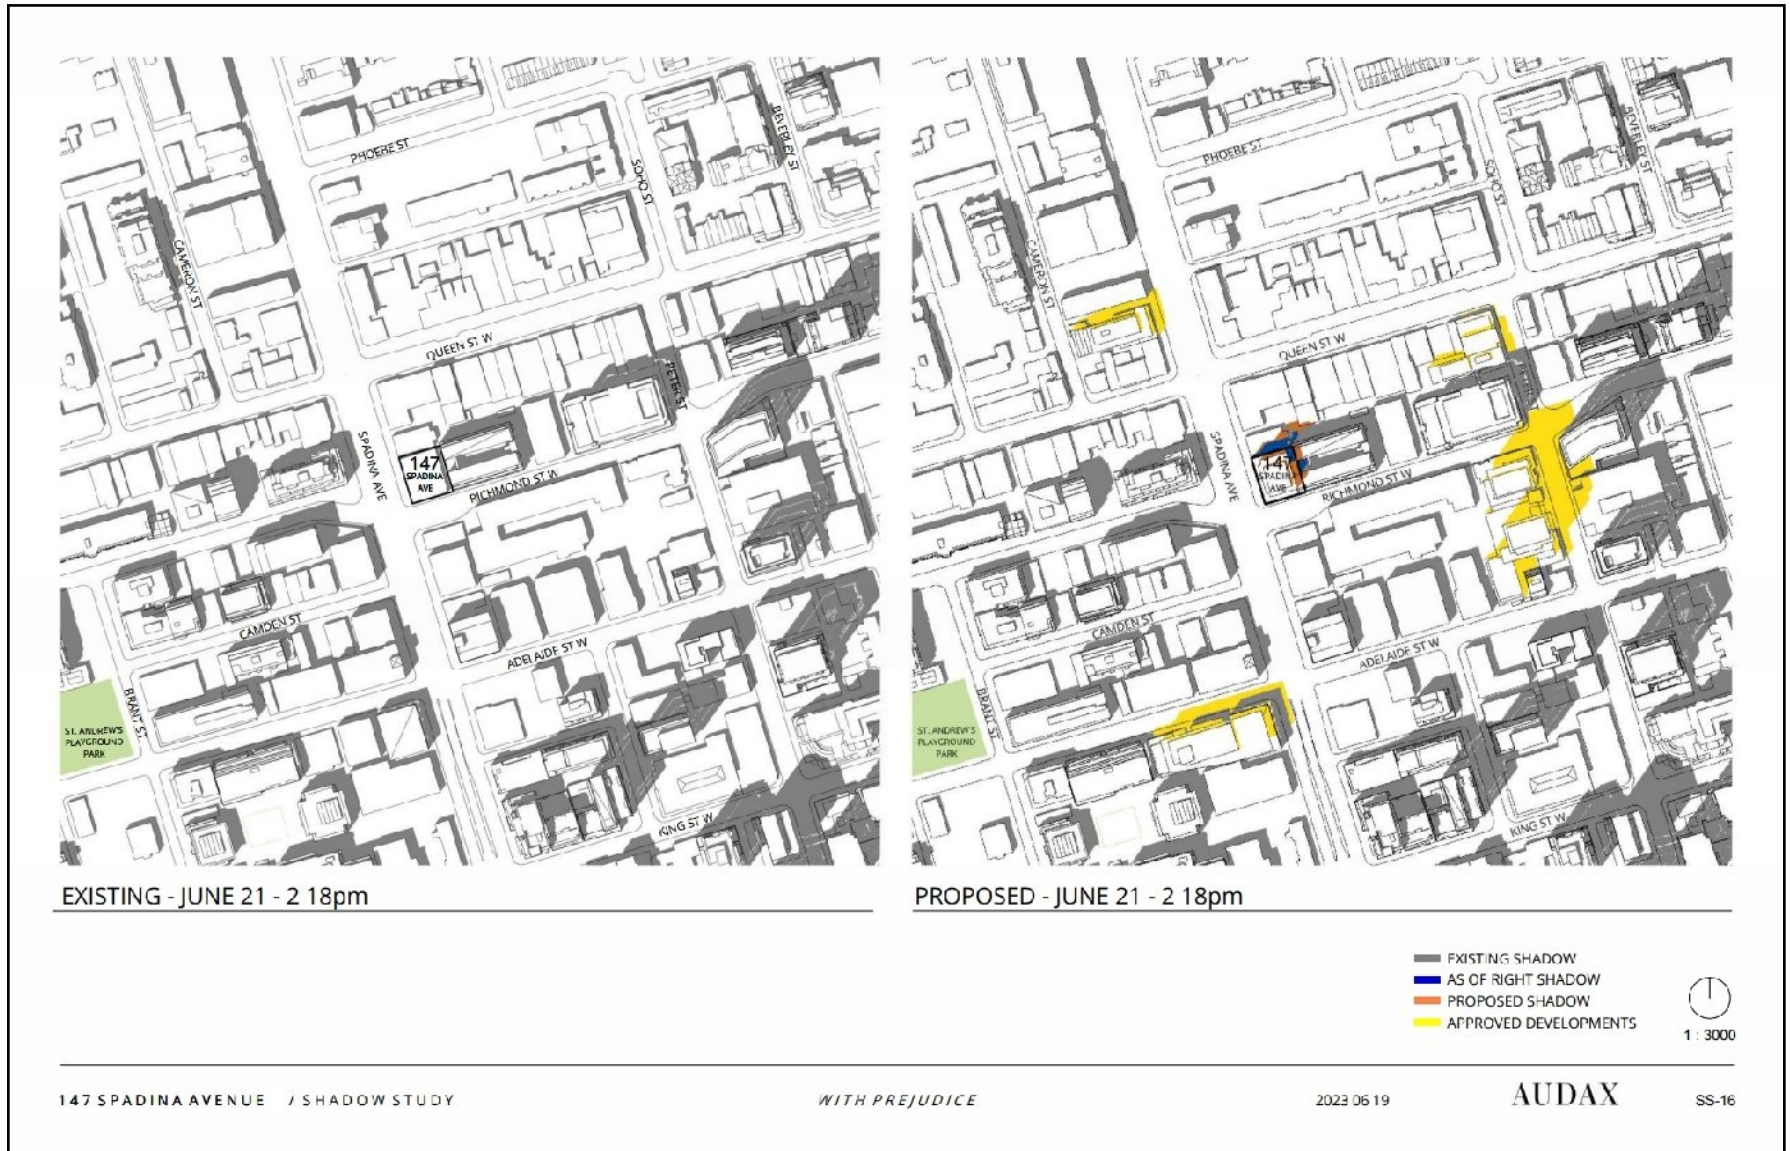 PHOEBE ST
SOHO ST
BEVERLEY ST
CAMERON ST
QUEEN ST W
PETER ST
SPADINA AVE
147
SPADINA
AVE
RICHMOND ST W
CAMDEN ST
ADELAIDE ST W
BRANT ST
ST. ANDREW'S
PLAYGROUND
PARK
KING ST W
EXISTING - JUNE 21 - 2 18pm
PHOEBE ST
SOHO ST
BEVERLEY ST
CAMERON ST
QUEEN ST W
SPADINA AVE
147
SPADINA
AVE
RICHMOND ST W
CAMDEN ST
ADELAIDE ST W
BRANT ST
ST. ANDREW'S
PLAYGROUND
PARK
KING ST W
PROPOSED - JUNE 21 - 2 18pm
EXISTING SHADOW
AS OF RIGHT SHADOW
PROPOSED SHADOW
APPROVED DEVELOPMENTS
1 : 3000
147 SPADINA AVENUE / SHADOW STUDY
WITH PREJUDICE
2023 06 19
AUDAX
SS-16